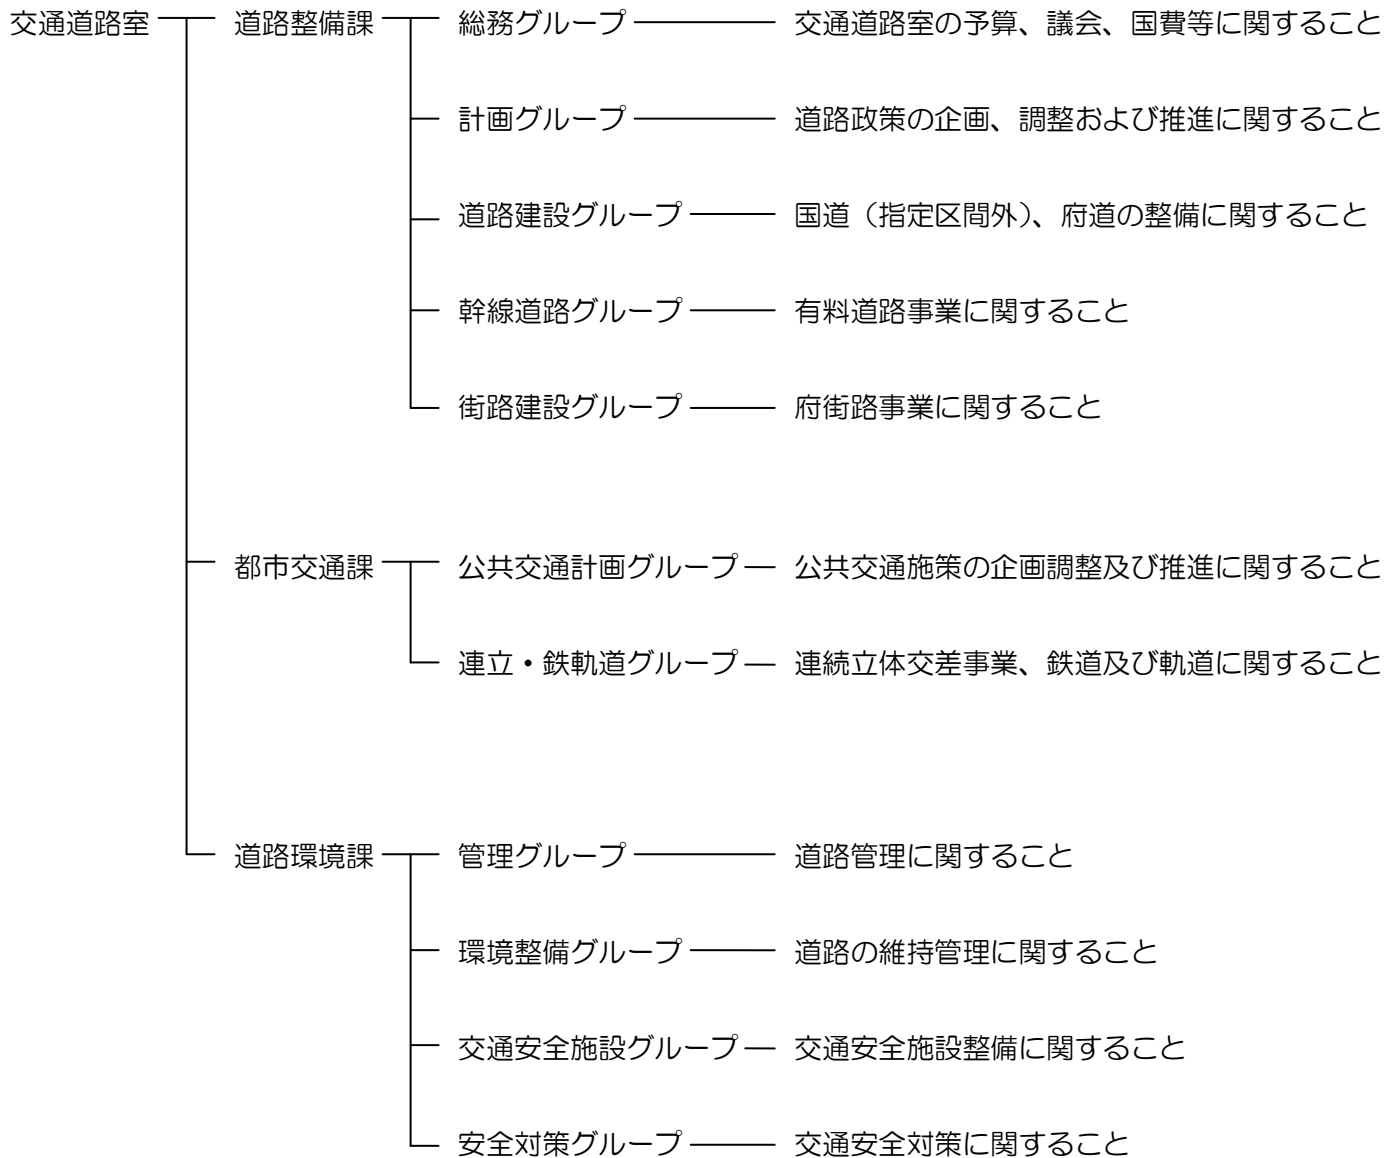 交通道路室 道路整備課 総務グループ 交通道路室の予算、議会、国費等に関すること
計画グループ 道路政策の企画、調整および推進に関すること
道路建設グループ 国道（指定区間外）、府道の整備に関すること
幹線道路グループ 有料道路事業に関すること
街路建設グループ 府街路事業に関すること
都市交通課 公共交通計画グループ 公共交通施策の企画調整及び推進に関すること
連立・鉄軌道グループ 連続立体交差事業、鉄道及び軌道に関すること
道路環境課 管理グループ 道路管理に関すること
環境整備グループ 道路の維持管理に関すること
交通安全施設グループ 交通安全施設整備に関すること
安全対策グループ 交通安全対策に関すること